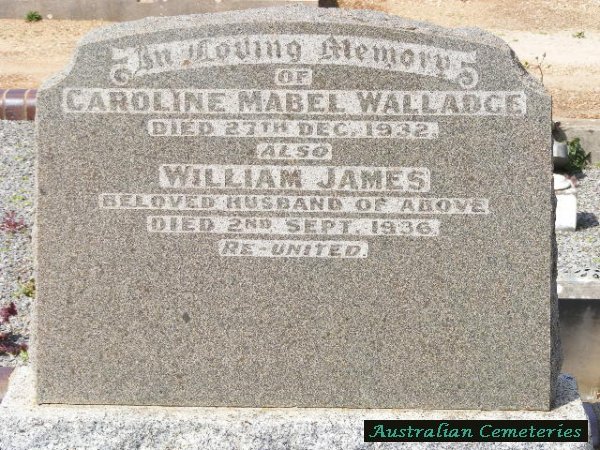 In Loving Memory
OF
CAROLINE MABEL WALLADGE
DIED 27TH DEC. 1932.
ALSO
WILLIAM JAMES
BELOVED HUSBAND OF ABOVE
DIED 2ND SEPT. 1936.
RE-UNITED.
Australian Cemeteries